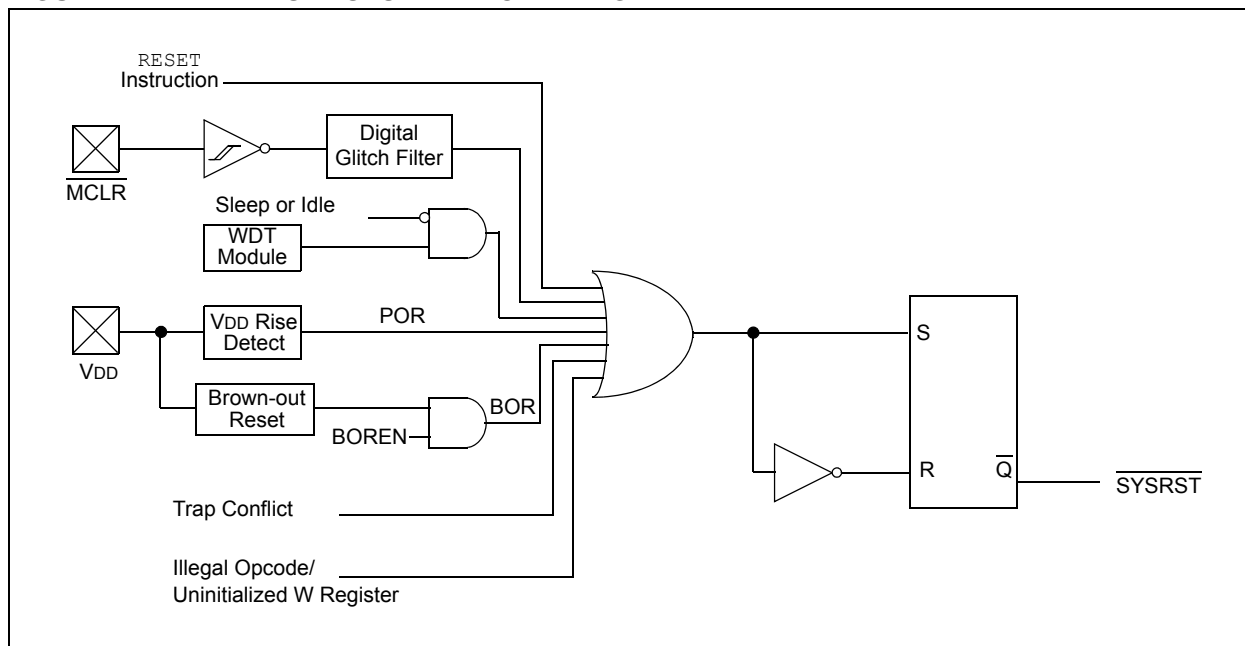 RESET
Instruction
Digital
Glitch Filter
MCLR
Sleep or Idle
WDT
Module
VDD Rise
Detect
POR
VDD
Brown-out
Reset
BOR
BOREN
Trap Conflict
Illegal Opcode/
Uninitialized W Register
S
R
Q
SYSRST